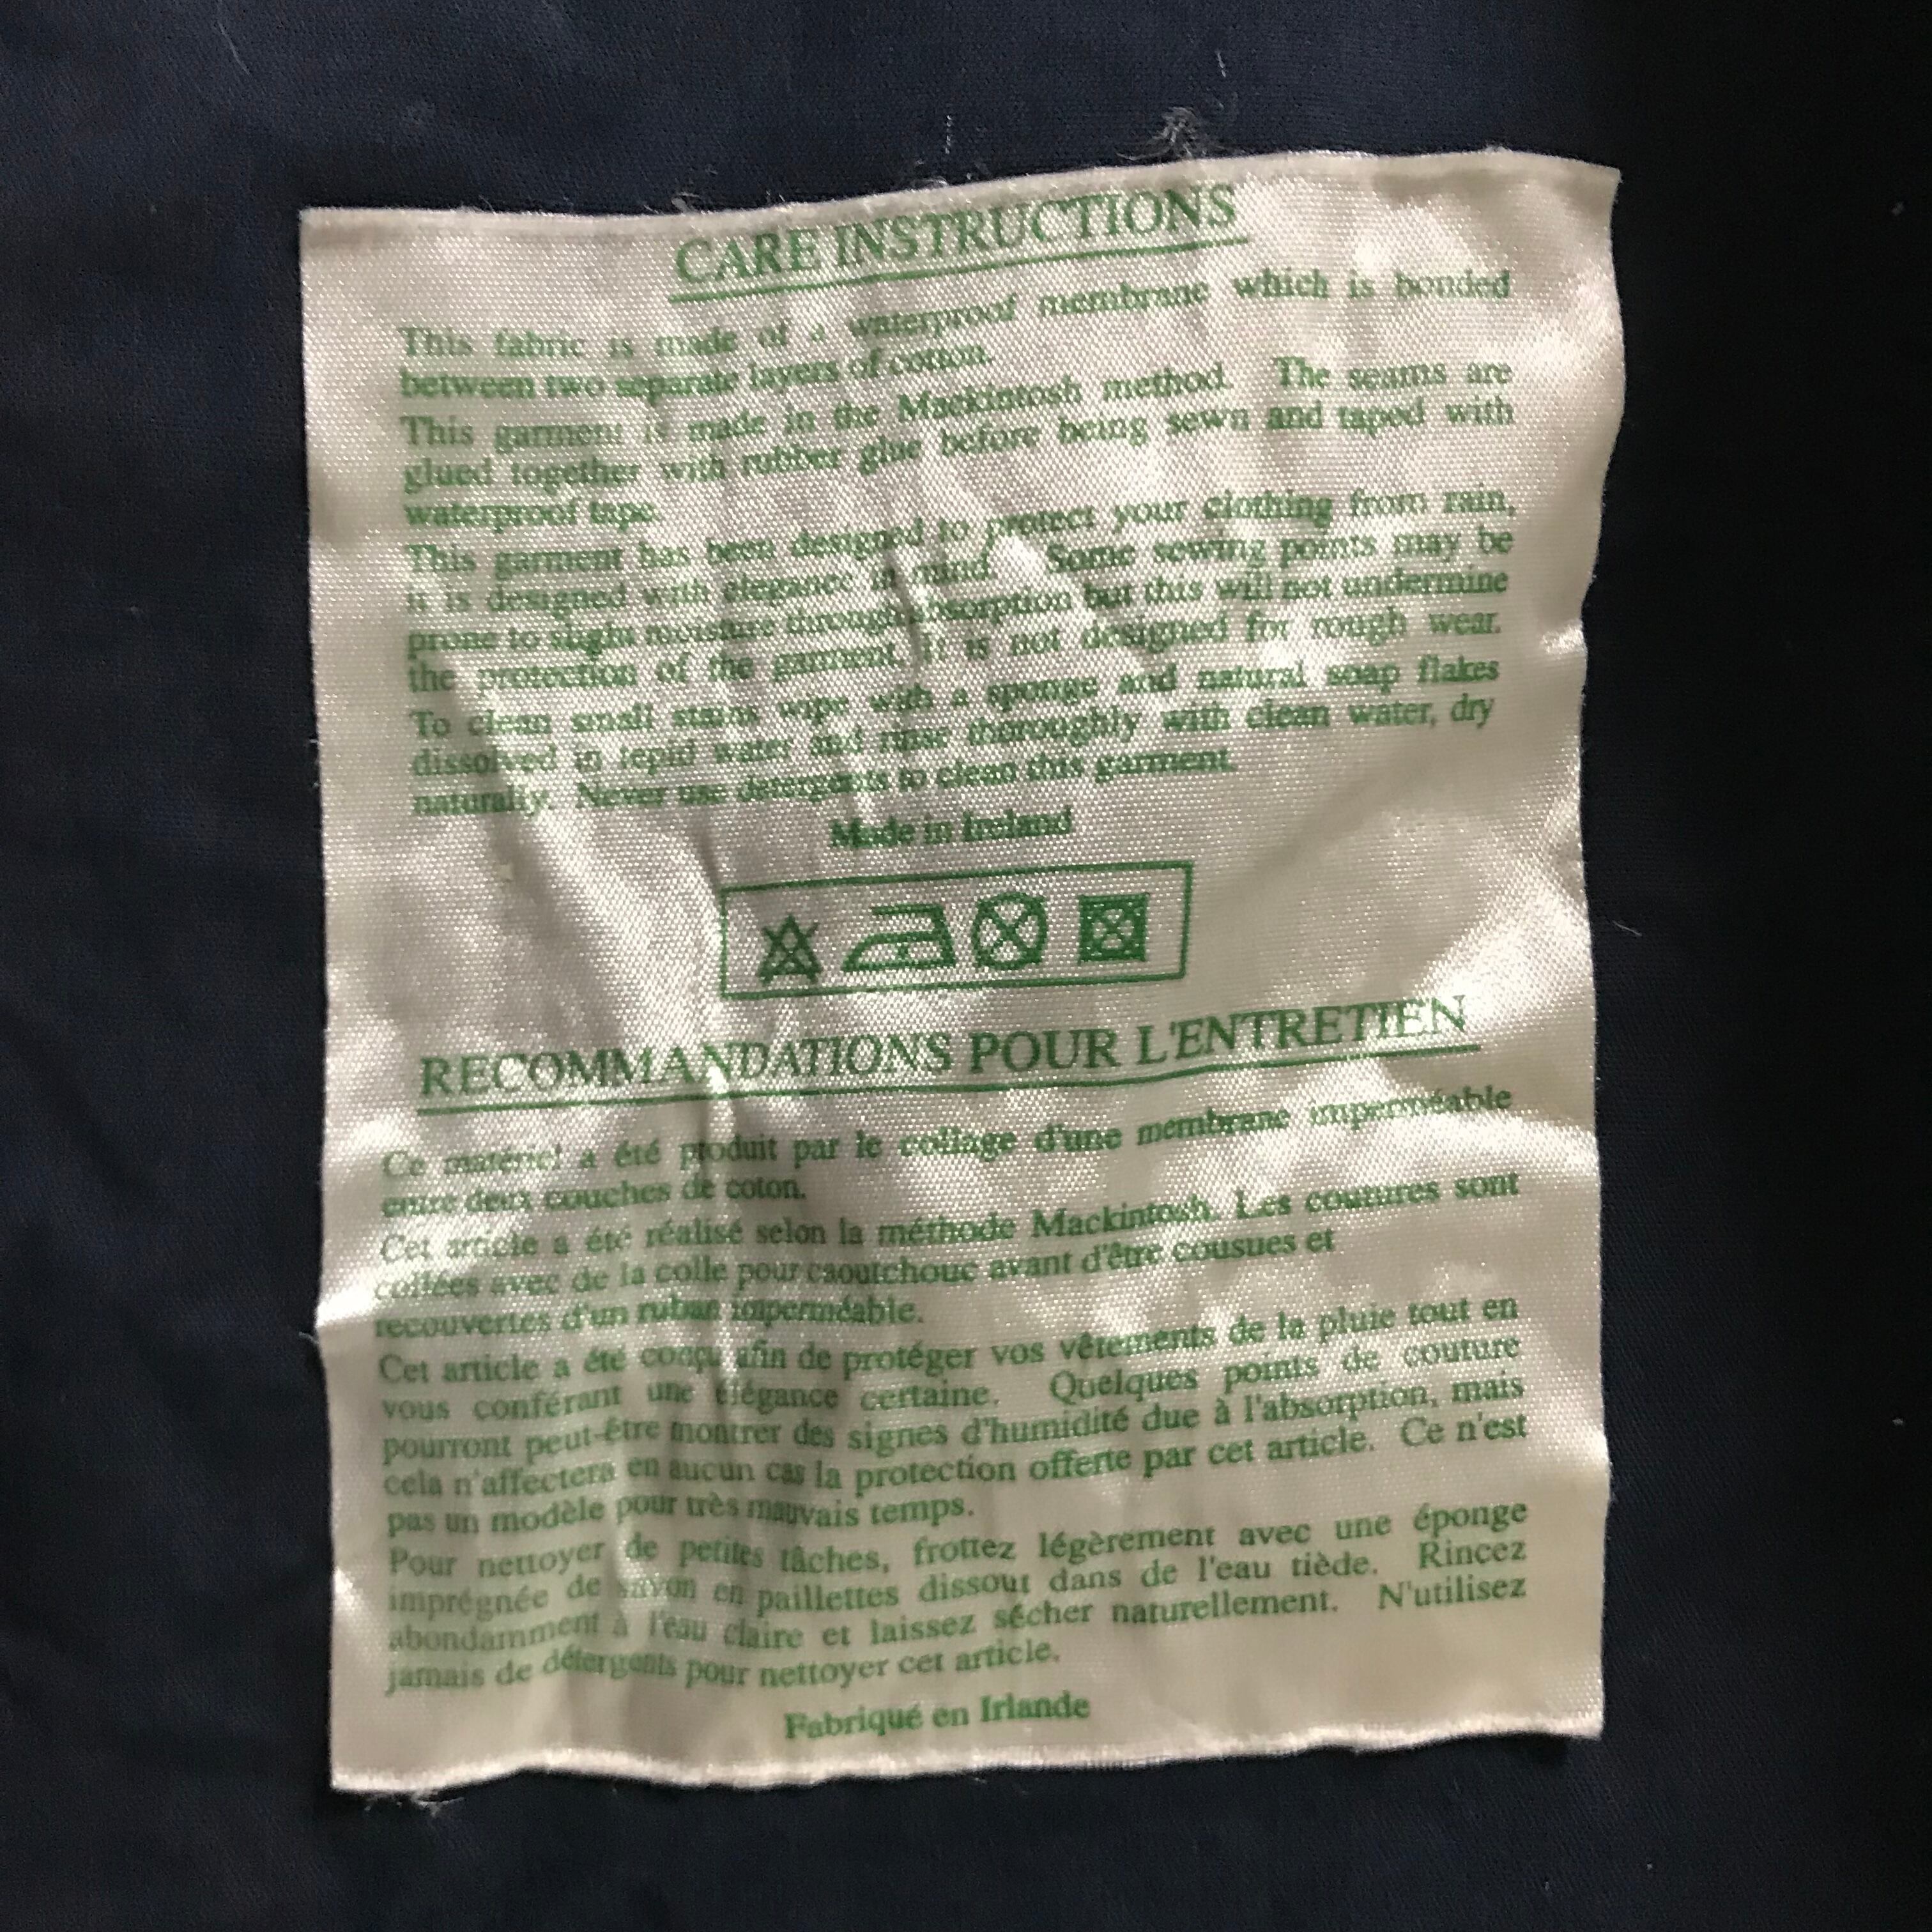 CARE INSTRUCTIONS
This fabric is made of a waterproof membrane which is bonded
between two separate layers of cotton.
This garment is made in the Mackintosh method. The seams are
glued together with rubber glue before being sewn and taped with
waterproof tape.
This garment has been designed to protect your clothing from rain,
it is designed with elegance in mind. Some sewing points may be
prone to slight moisture through absorption but this will not undermine
the protection of the garment. It is not designed for rough wear.
To clean small stains wipe with a sponge and natural soap flakes
dissolved in tepid water and rinse thoroughly with clean water, dry
naturally. Never use detergents to clean this garment.
Made in Ireland
RECOMMANDATIONS POUR L'ENTRETIEN
Ce matériel a été produit par le collage d'une membrane imperméable
entre deux couches de coton.
Cet article a été réalisé selon la méthode Mackintosh. Les coutures sont
collées avec de la colle pour caoutchouc avant d'être cousues et
recouvertes d'un ruban imperméable.
Cet article a été conçu afin de protéger vos vêtements de la pluie tout en
vous conférant une élégance certaine. Quelques points de couture
pourront peut-être montrer des signes d'humidité due à l'absorption, mais
cela n'affectera en aucun cas la protection offerte par cet article. Ce n'est
pas un modèle pour très mauvais temps.
Pour nettoyer de petites tâches, frottez légèrement avec une éponge
imprégnée de savon en paillettes dissout dans de l'eau tiède. Rincez
abondamment à l'eau claire et laissez sécher naturellement. N'utilisez
jamais de détergents pour nettoyer cet article.
Fabriqué en Irlande